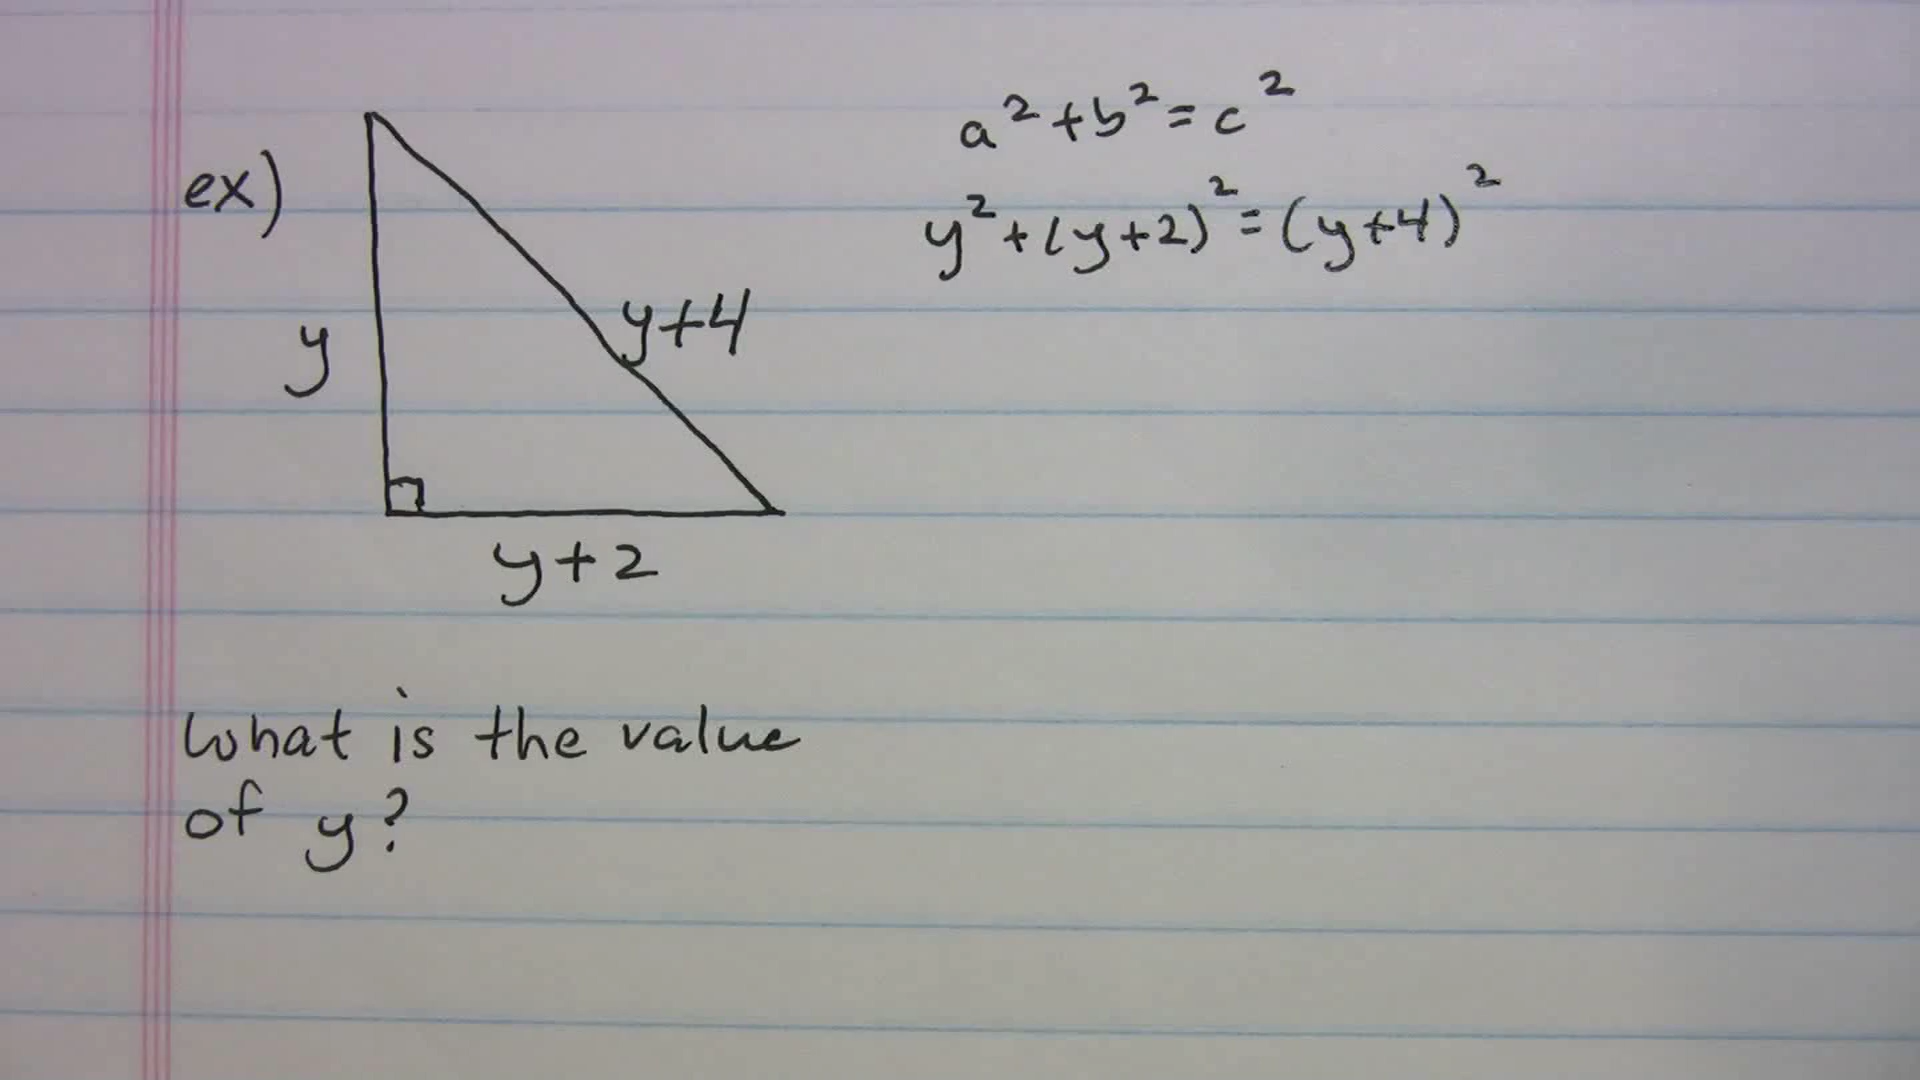 ex)
a² + b² = c²
y² + (y+2)² = (y+4)²
y
y+4
y+2
What is the value
of y?